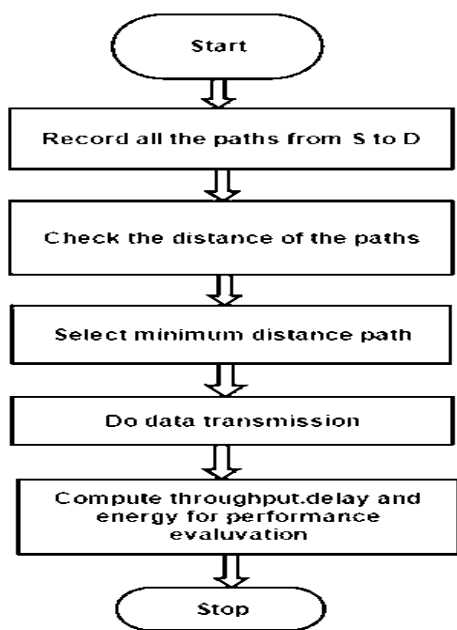 Start
Record all the paths from S to D
Check the distance of the paths
Select minimum distance path
Do data transmission
Compute throughput.delay and
energy for performance
evaluvation
Stop